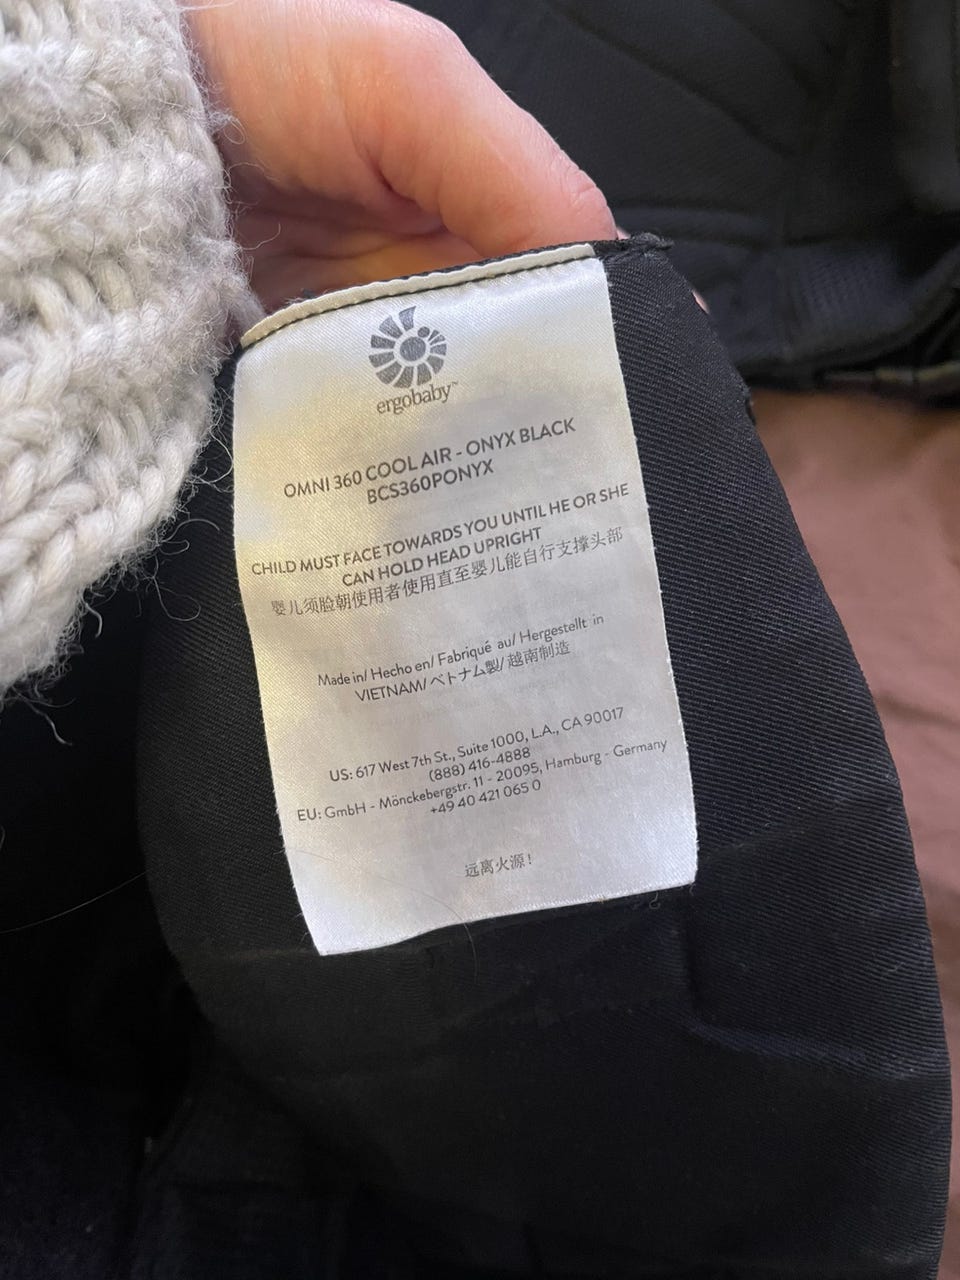 ergobaby™
OMNI 360 COOL AIR - ONYX BLACK
BCS360PONYX
CHILD MUST FACE TOWARDS YOU UNTIL HE OR SHE
CAN HOLD HEAD UPRIGHT
婴儿须脸朝使用者使用直至婴儿能自行支撑头部
Made in/ Hecho en/ Fabriqué au/ Hergestellt in
VIETNAM/ ベトナム製/ 越南制造
US: 617 West 7th St., Suite 1000, L.A., CA 90017
(888) 416-4888
EU: GmbH - Mönckebergstr. 11 - 20095, Hamburg - Germany
+49 40 421 065 0
远离火源!